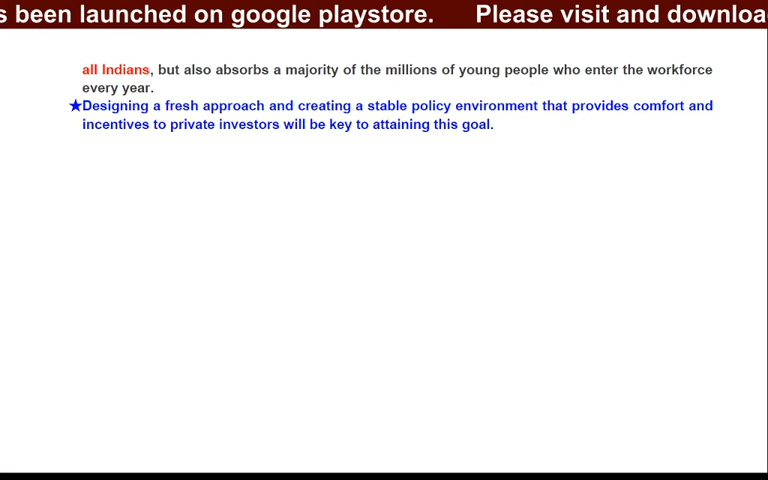 s been launched on google playstore. Please visit and downloa
all Indians, but also absorbs a majority of the millions of young people who enter the workforce
every year.
★Designing a fresh approach and creating a stable policy environment that provides comfort and
incentives to private investors will be key to attaining this goal.